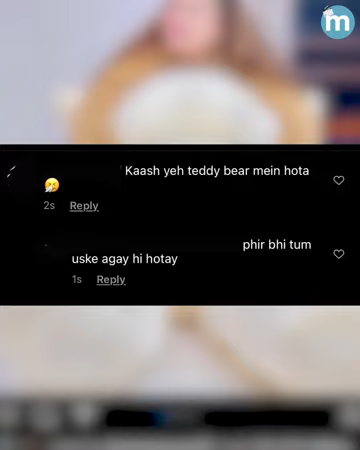 m
Kaash yeh teddy bear mein hota
🤧
2s Reply
phir bhi tum
uske agay hi hotay
1s Reply